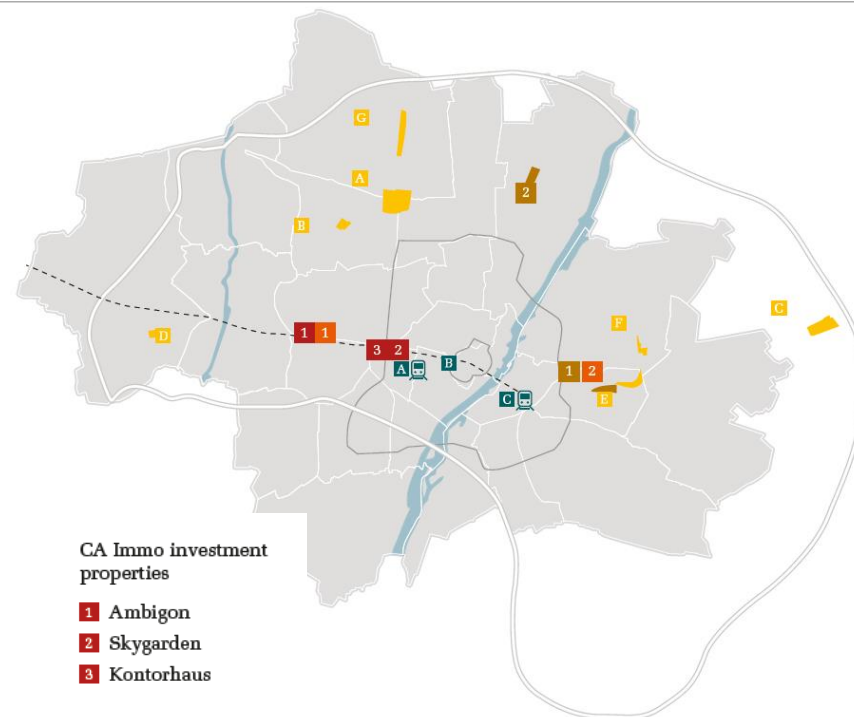 G
A
2
B
C
F
D
1 1
3 2
B
A
1 2
C
E
CA Immo investment
properties
1 Ambigon
2 Skygarden
3 Kontorhaus